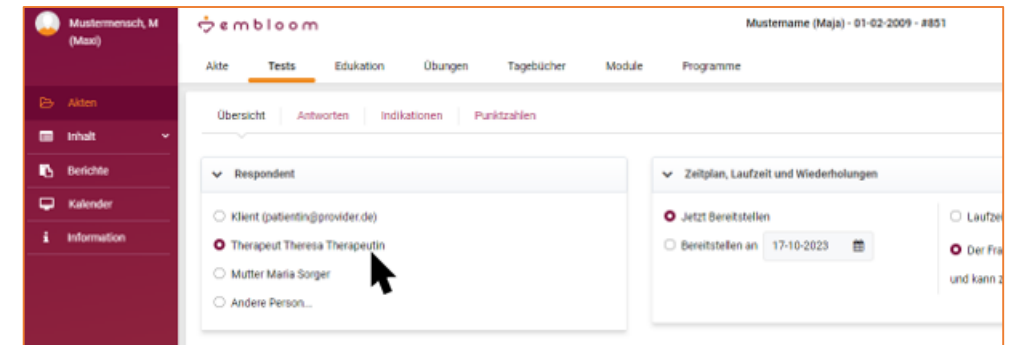 Mustermensch, M
(Maxi)
embloom
Mustername (Maja) - 01-02-2009 - #851
Akte Tests Edukation Übungen Tagebücher Module Programme
Akten
Inhalt
Berichte
Kalender
Information
Übersicht Antworten Indikationen Punktzahlen
Respondent
Klient (patientin@provider.de)
Therapeut Theresa Therapeutin
Mutter Maria Sorger
Andere Person...
Zeitplan, Laufzeit und Wiederholungen
Jetzt Bereitstellen
Bereitstellen an 17-10-2023
Der
und kann